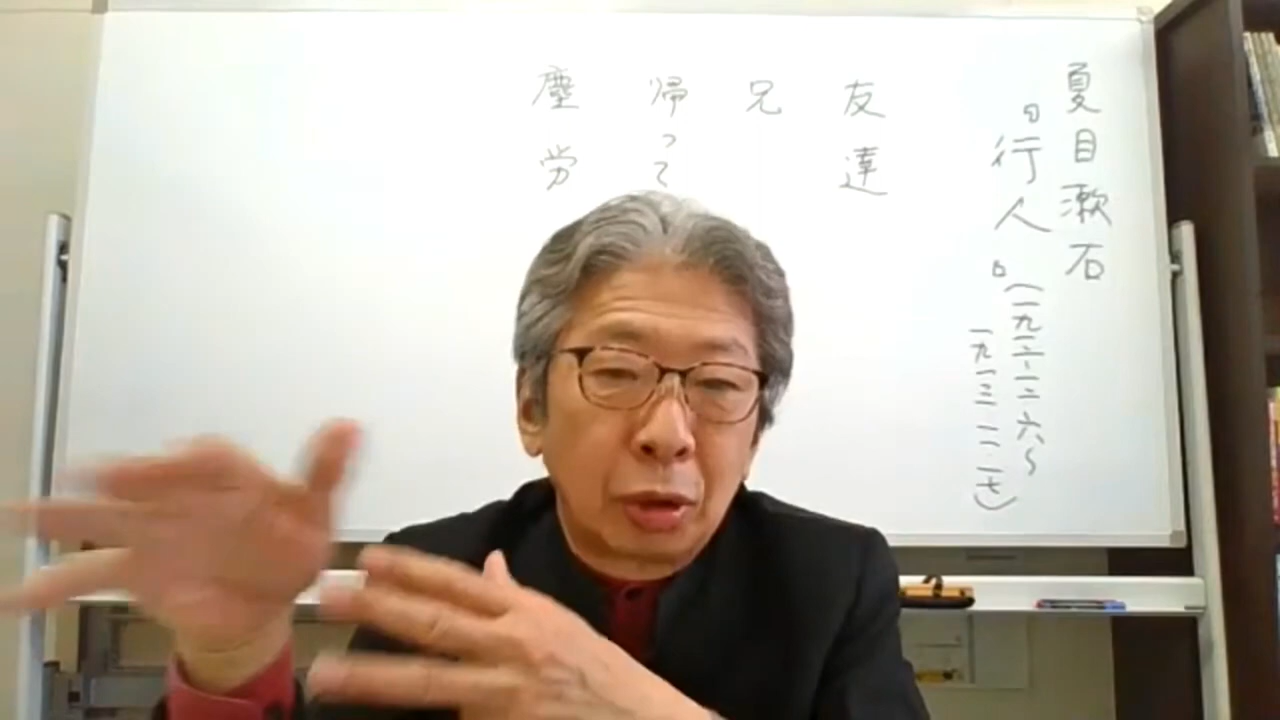 夏目漱石
『行人』(一九一二 一二 六~
一九一三 一一 一七)
友達
兄
帰って
塵労